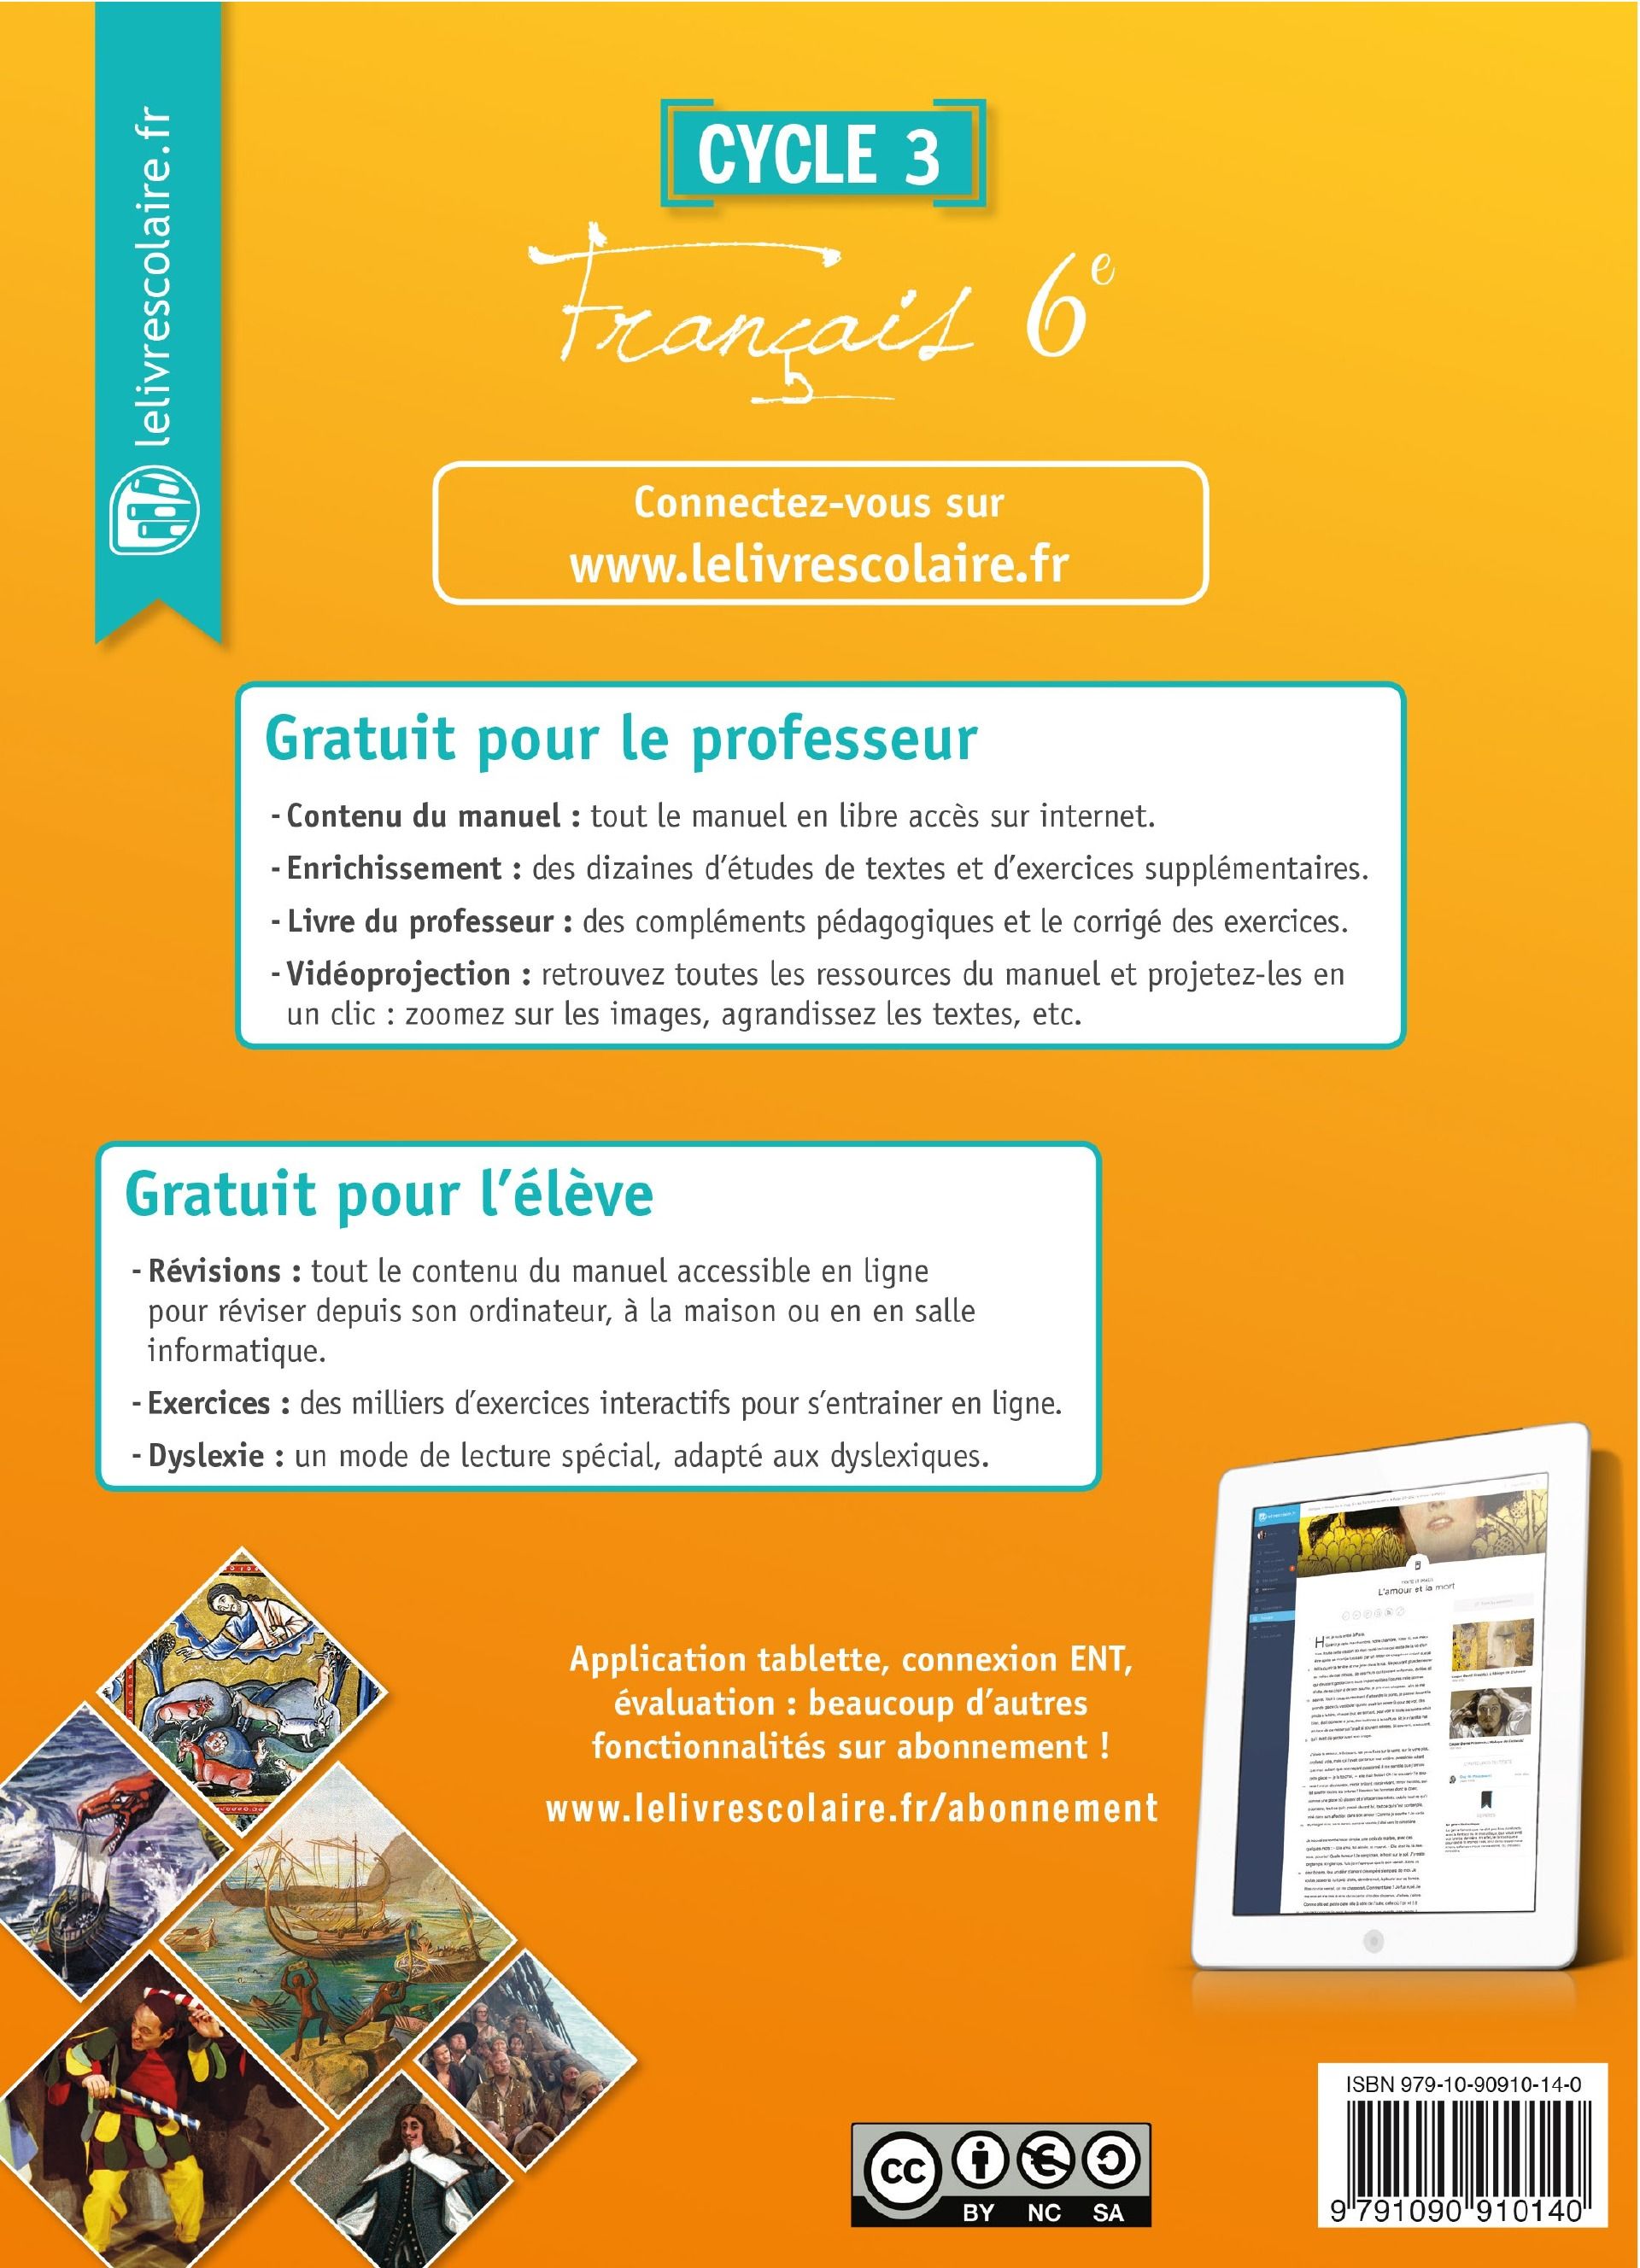 lelivrescolaire.fr
CYCLE 3
Français 6e
Connectez-vous sur
www.lelivrescolaire.fr
Gratuit pour le professeur
- Contenu du manuel : tout le manuel en libre accès sur internet.
- Enrichissement : des dizaines d'études de textes et d'exercices supplémentaires.
- Livre du professeur : des compléments pédagogiques et le corrigé des exercices.
- Vidéoprojection : retrouvez toutes les ressources du manuel et projetez-les en
un clic : zoomez sur les images, agrandissez les textes, etc.
Gratuit pour l'élève
- Révisions : tout le contenu du manuel accessible en ligne
pour réviser depuis son ordinateur, à la maison ou en en salle
informatique.
- Exercices : des milliers d'exercices interactifs pour s'entrainer en ligne.
- Dyslexie : un mode de lecture spécial, adapté aux dyslexiques.
L'amour et la mort
Application tablette, connexion ENT,
évaluation : beaucoup d'autres
fonctionnalités sur abonnement !
www.lelivrescolaire.fr/abonnement
cc
BY NC SA
ISBN 979-10-90910-14-0
9 791090 910140